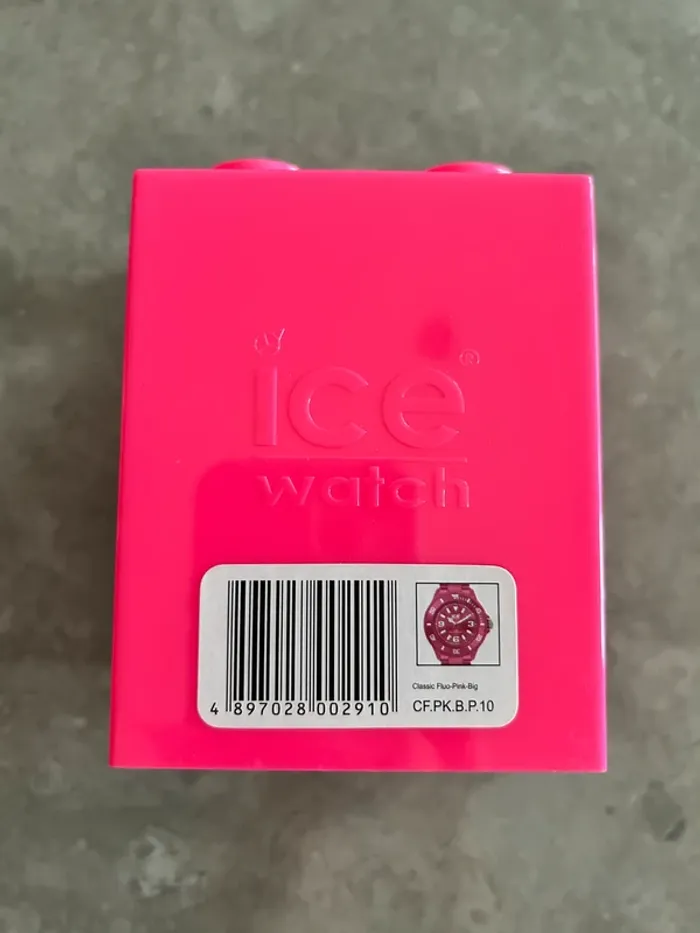 ice®
watch
4 897028 002910
Classic Fluo-Pink-Big
CF.PK.B.P.10